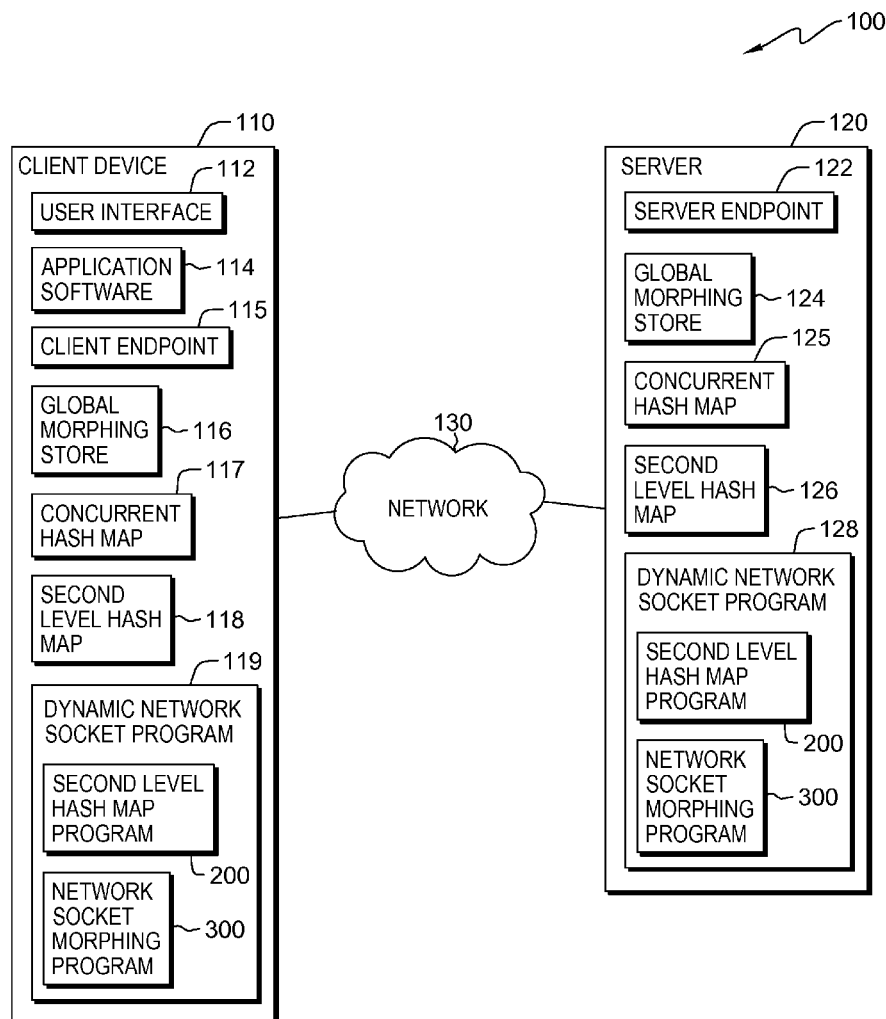 100
110
CLIENT DEVICE
112
USER INTERFACE
APPLICATION
SOFTWARE
114
115
CLIENT ENDPOINT
GLOBAL
MORPHING
STORE
116
117
CONCURRENT
HASH MAP
SECOND
LEVEL HASH
MAP
118
119
DYNAMIC NETWORK
SOCKET PROGRAM
SECOND LEVEL
HASH MAP
PROGRAM
200
NETWORK
SOCKET
MORPHING
PROGRAM
300
130
NETWORK
120
SERVER
122
SERVER ENDPOINT
GLOBAL
MORPHING
STORE
124
125
CONCURRENT
HASH MAP
SECOND
LEVEL HASH
MAP
126
128
DYNAMIC NETWORK
SOCKET PROGRAM
SECOND LEVEL
HASH MAP
PROGRAM
200
NETWORK
SOCKET
MORPHING
PROGRAM
300